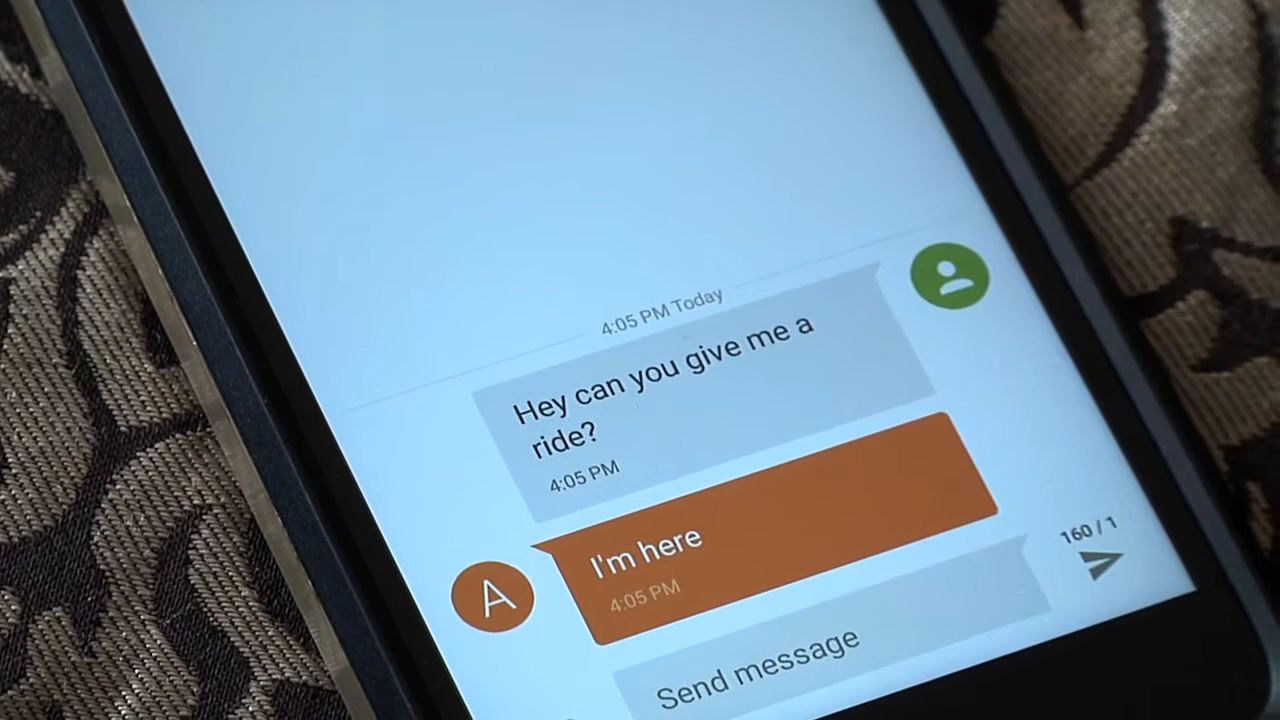 4:05 PM Today
Hey can you give me a
ride?
4:05 PM
I'm here
4:05 PM
A
160 / 1
Send message